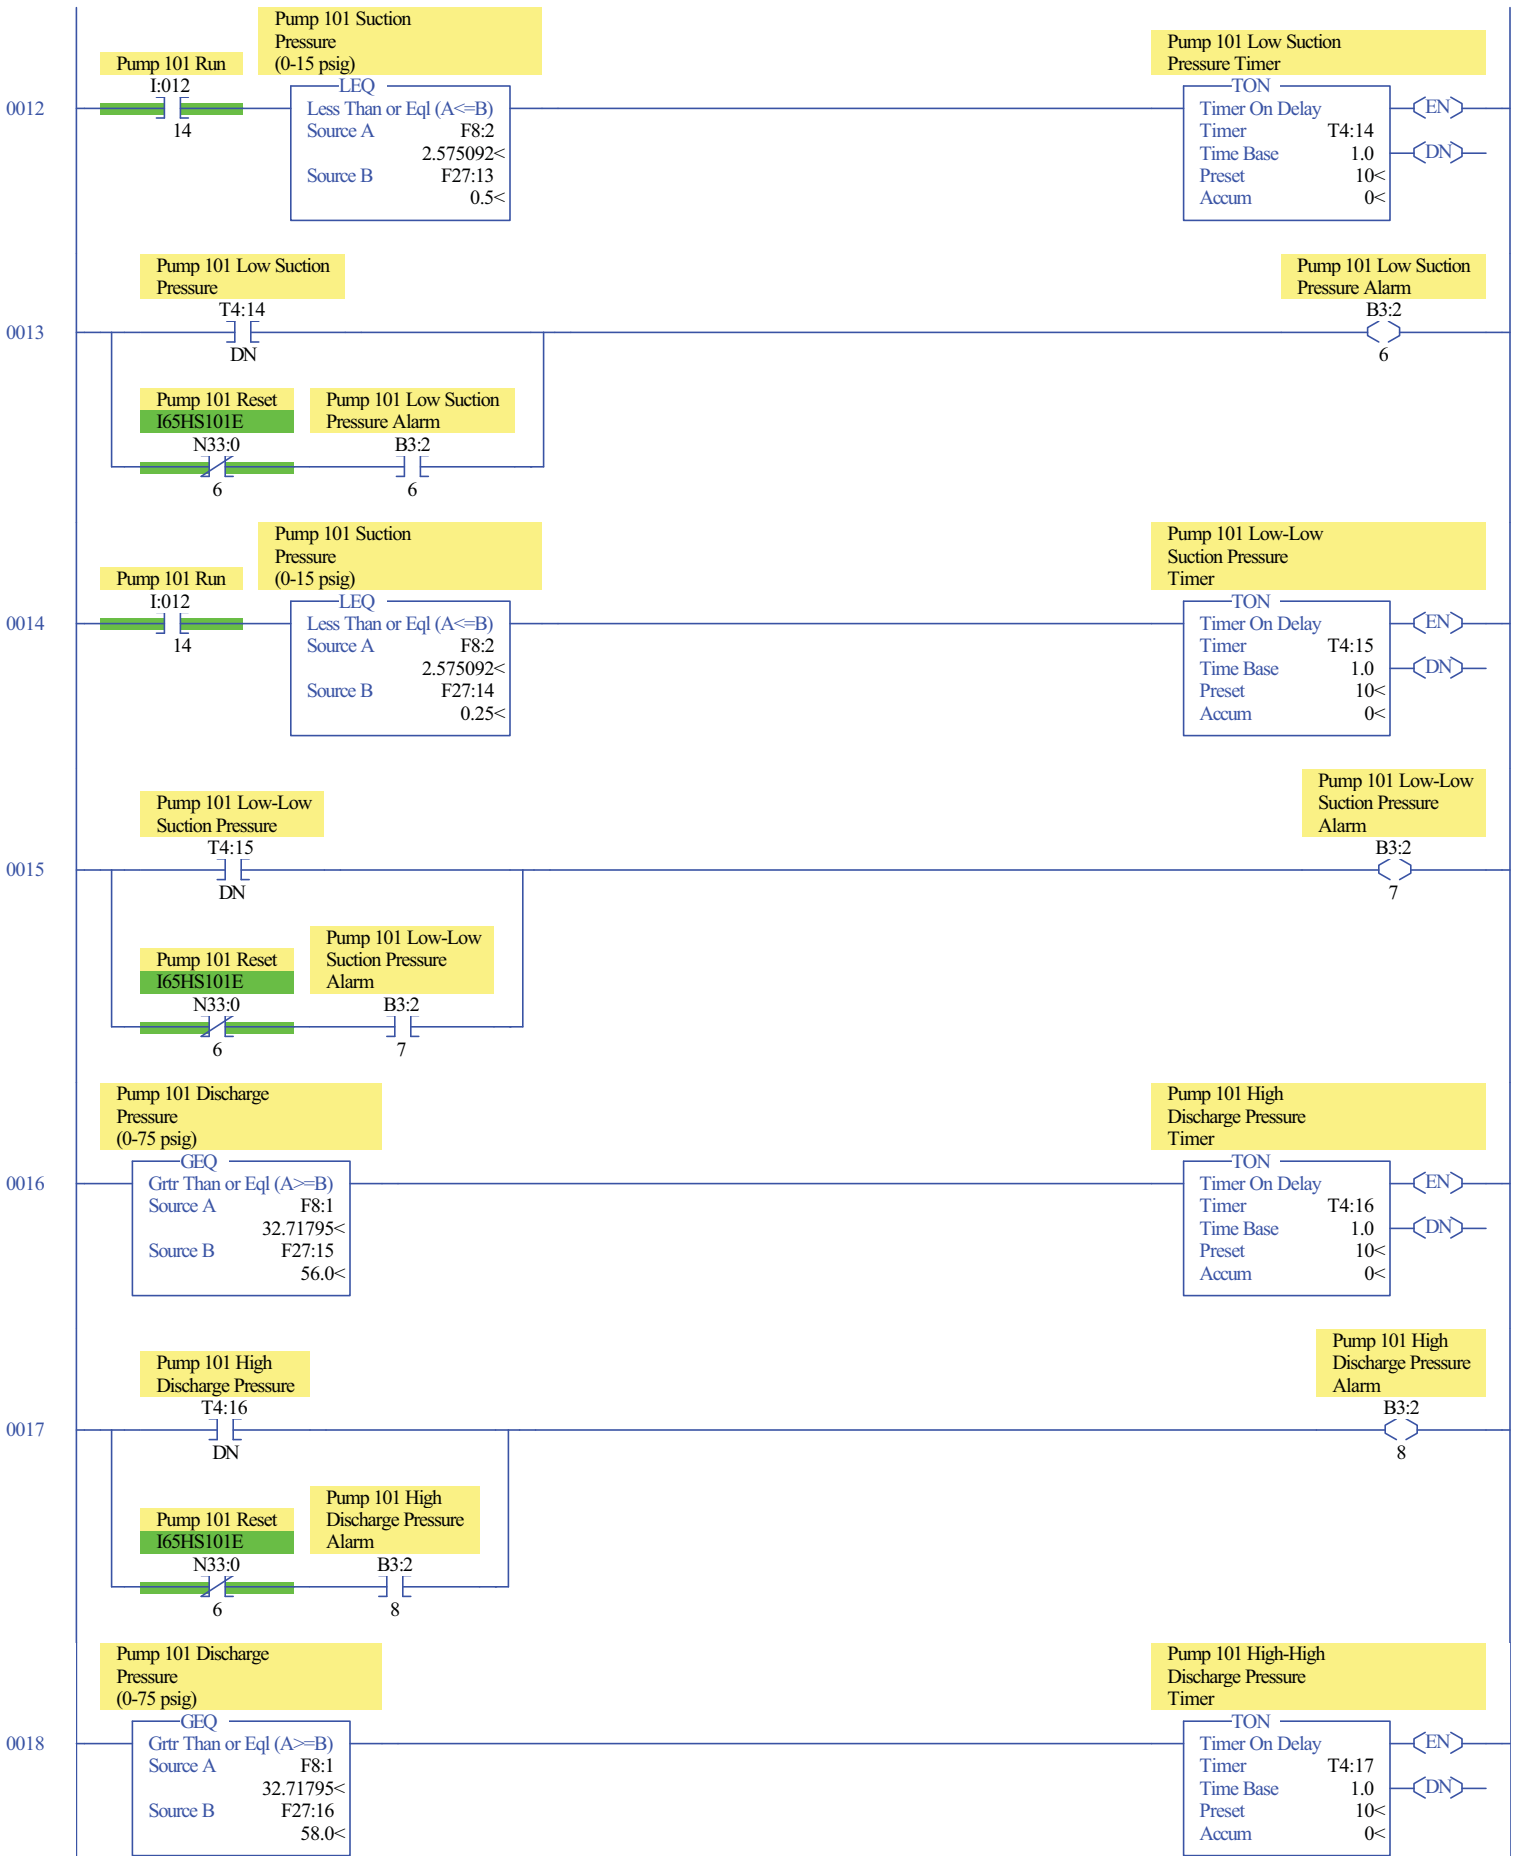 Pump 101 Suction
Pressure
(0-15 psig)
Pump 101 Run
I:012
14
0012
LEQ
Less Than or Eql (A<=B)
Source A F8:2
2.575092<
Source B F27:13
0.5<
Pump 101 Low Suction
Pressure Timer
TON
Timer On Delay
Timer T4:14
Time Base 1.0
Preset 10<
Accum 0<
EN
DN
0013
Pump 101 Low Suction
Pressure
T4:14
DN
Pump 101 Reset
I65HS101E
N33:0
6
Pump 101 Low Suction
Pressure Alarm
B3:2
6
Pump 101 Low Suction
Pressure Alarm
B3:2
6
0014
Pump 101 Run
I:012
14
Pump 101 Suction
Pressure
(0-15 psig)
LEQ
Less Than or Eql (A<=B)
Source A F8:2
2.575092<
Source B F27:14
0.25<
Pump 101 Low-Low
Suction Pressure
Timer
TON
Timer On Delay
Timer T4:15
Time Base 1.0
Preset 10<
Accum 0<
EN
DN
0015
Pump 101 Low-Low
Suction Pressure
T4:15
DN
Pump 101 Reset
I65HS101E
N33:0
6
Pump 101 Low-Low
Suction Pressure
Alarm
B3:2
7
Pump 101 Low-Low
Suction Pressure
Alarm
B3:2
7
0016
Pump 101 Discharge
Pressure
(0-75 psig)
GEQ
Grtr Than or Eql (A>=B)
Source A F8:1
32.71795<
Source B F27:15
56.0<
Pump 101 High
Discharge Pressure
Timer
TON
Timer On Delay
Timer T4:16
Time Base 1.0
Preset 10<
Accum 0<
EN
DN
0017
Pump 101 High
Discharge Pressure
T4:16
DN
Pump 101 Reset
I65HS101E
N33:0
6
Pump 101 High
Discharge Pressure
Alarm
B3:2
8
Pump 101 High
Discharge Pressure
Alarm
B3:2
8
0018
Pump 101 Discharge
Pressure
(0-75 psig)
GEQ
Grtr Than or Eql (A>=B)
Source A F8:1
32.71795<
Source B F27:16
58.0<
Pump 101 High-High
Discharge Pressure
Timer
TON
Timer On Delay
Timer T4:17
Time Base 1.0
Preset 10<
Accum 0<
EN
DN